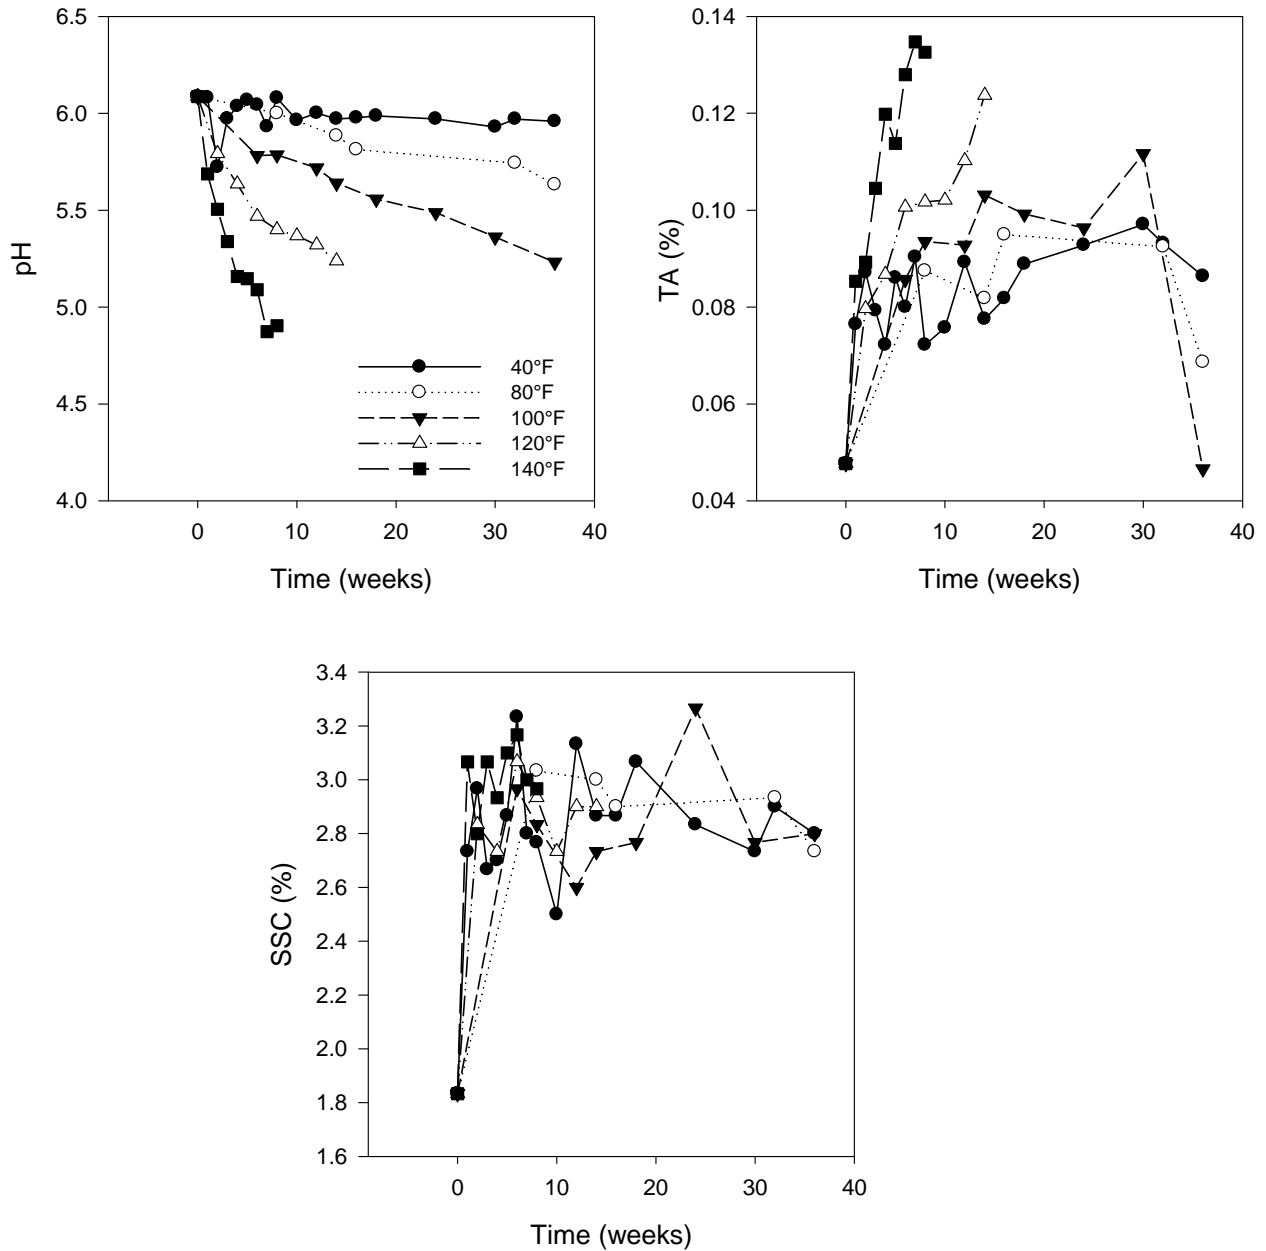 6.5
6.0
5.5
5.0
4.5
4.0
pH
40°F
80°F
100°F
120°F
140°F
0 10 20 30 40
Time (weeks)
0.14
0.12
0.10
0.08
0.06
0.04
TA (%)
0 10 20 30 40
Time (weeks)
3.4
3.2
3.0
2.8
2.6
2.4
2.2
2.0
1.8
1.6
SSC (%)
0 10 20 30 40
Time (weeks)